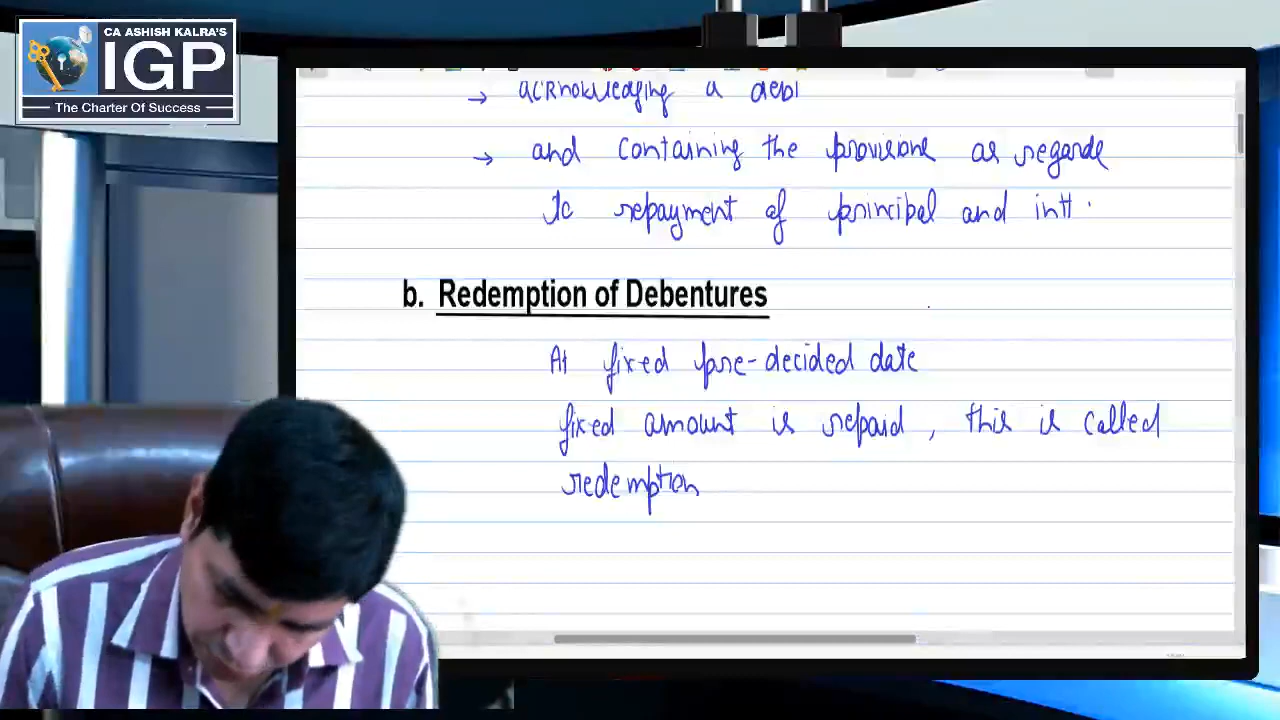 CA ASHISH KALRA'S
IGP
The Charter Of Success
→ acknowledging a debt
→ and containing the provisions as regards
to repayment of principal and intt.
b. Redemption of Debentures
At fixed pre-decided date
fixed amount is repaid, this is called
redemption